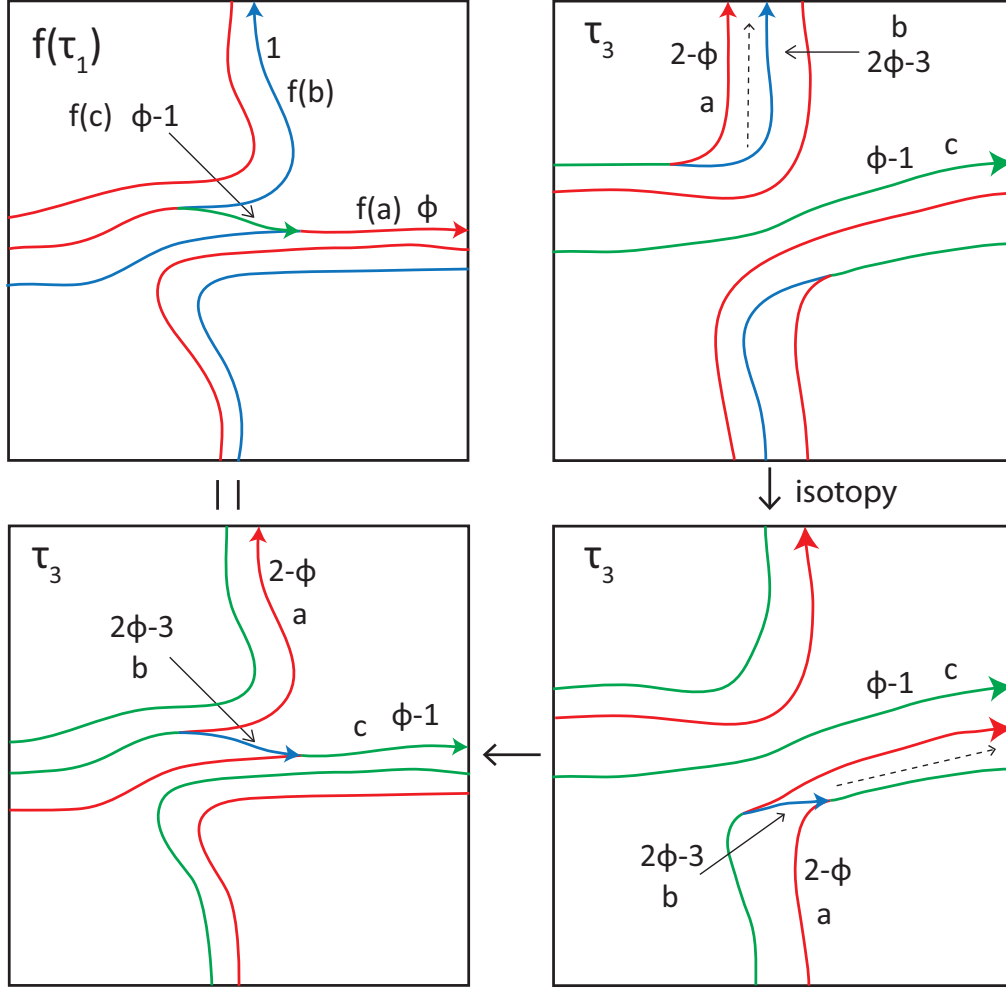 f(τ₁)
1
f(b)
f(c) ϕ-1
f(a) ϕ
τ₃
2-ϕ
a
b
2ϕ-3
ϕ-1 c
isotopy
τ₃
2-ϕ
a
2ϕ-3
b
c ϕ-1
τ₃
ϕ-1 c
2ϕ-3
b
2-ϕ
a